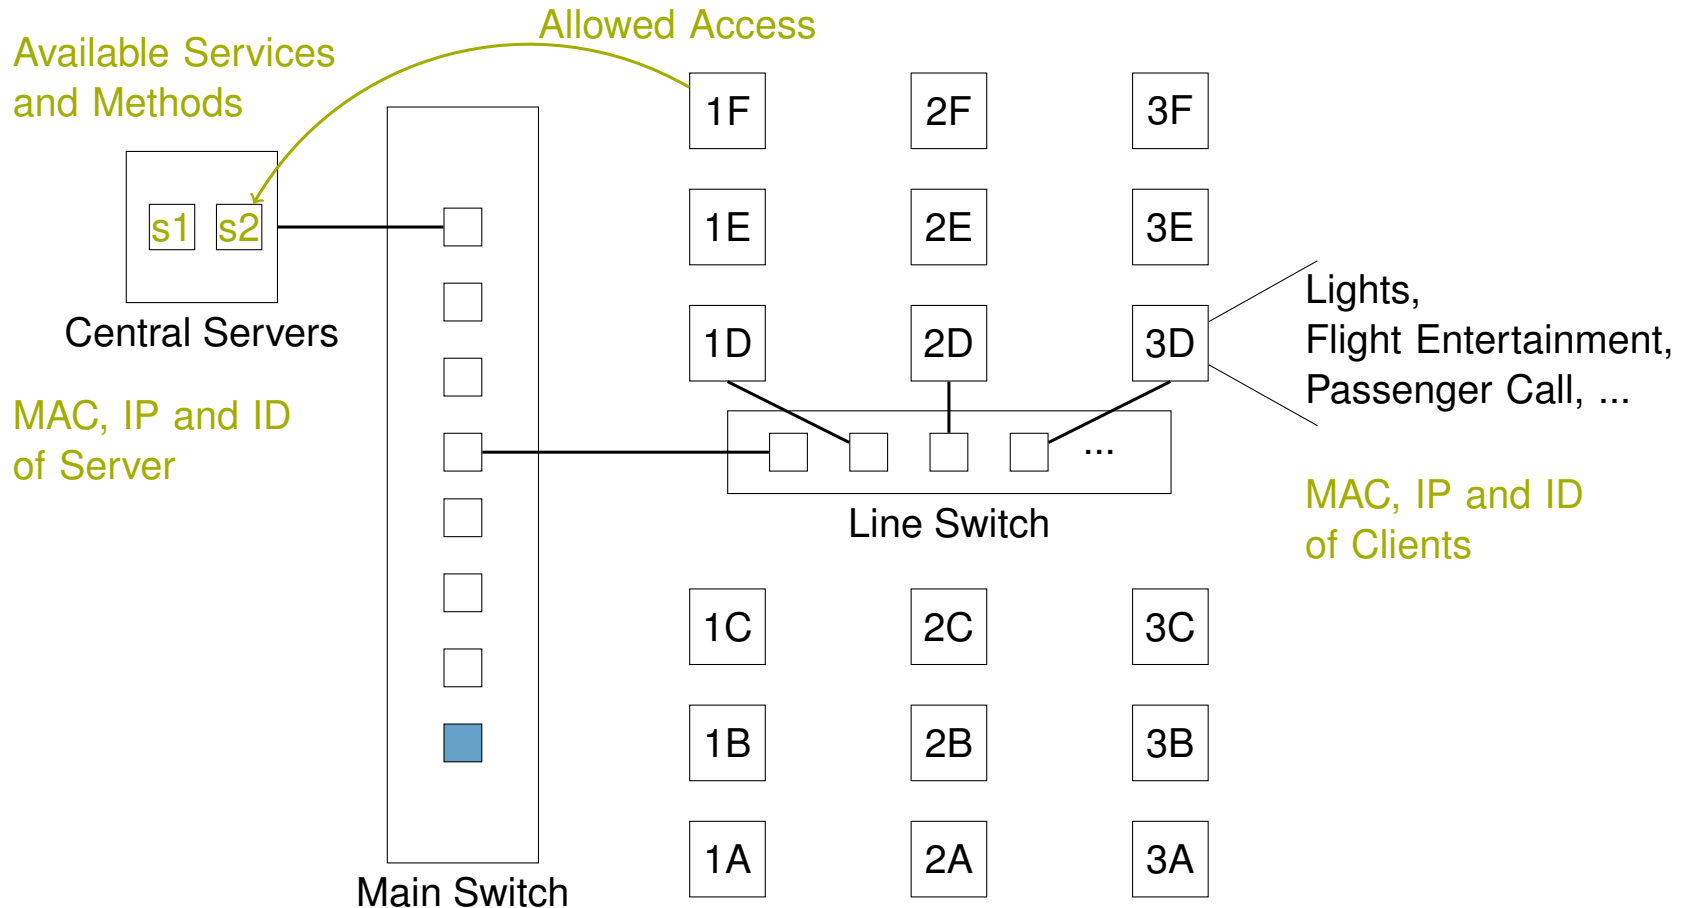 Allowed Access
Available Services
and Methods
1F
2F
3F
s1
s2
1E
2E
3E
Central Servers
1D
2D
3D
Lights,
Flight Entertainment,
Passenger Call, ...
MAC, IP and ID
of Server
...
Line Switch
MAC, IP and ID
of Clients
1C
2C
3C
1B
2B
3B
1A
2A
3A
Main Switch